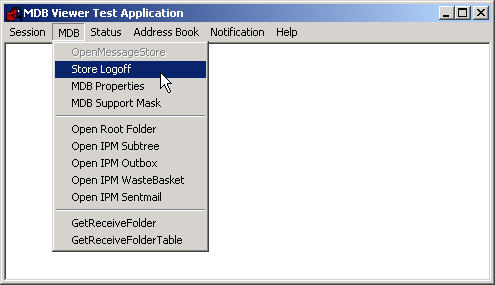 MDB Viewer Test Application
Session MDB Status Address Book Notification Help
OpenMessageStore
Store Logoff
MDB Properties
MDB Support Mask
Open Root Folder
Open IPM Subtree
Open IPM Outbox
Open IPM WasteBasket
Open IPM Sentmail
GetReceiveFolder
GetReceiveFolderTable